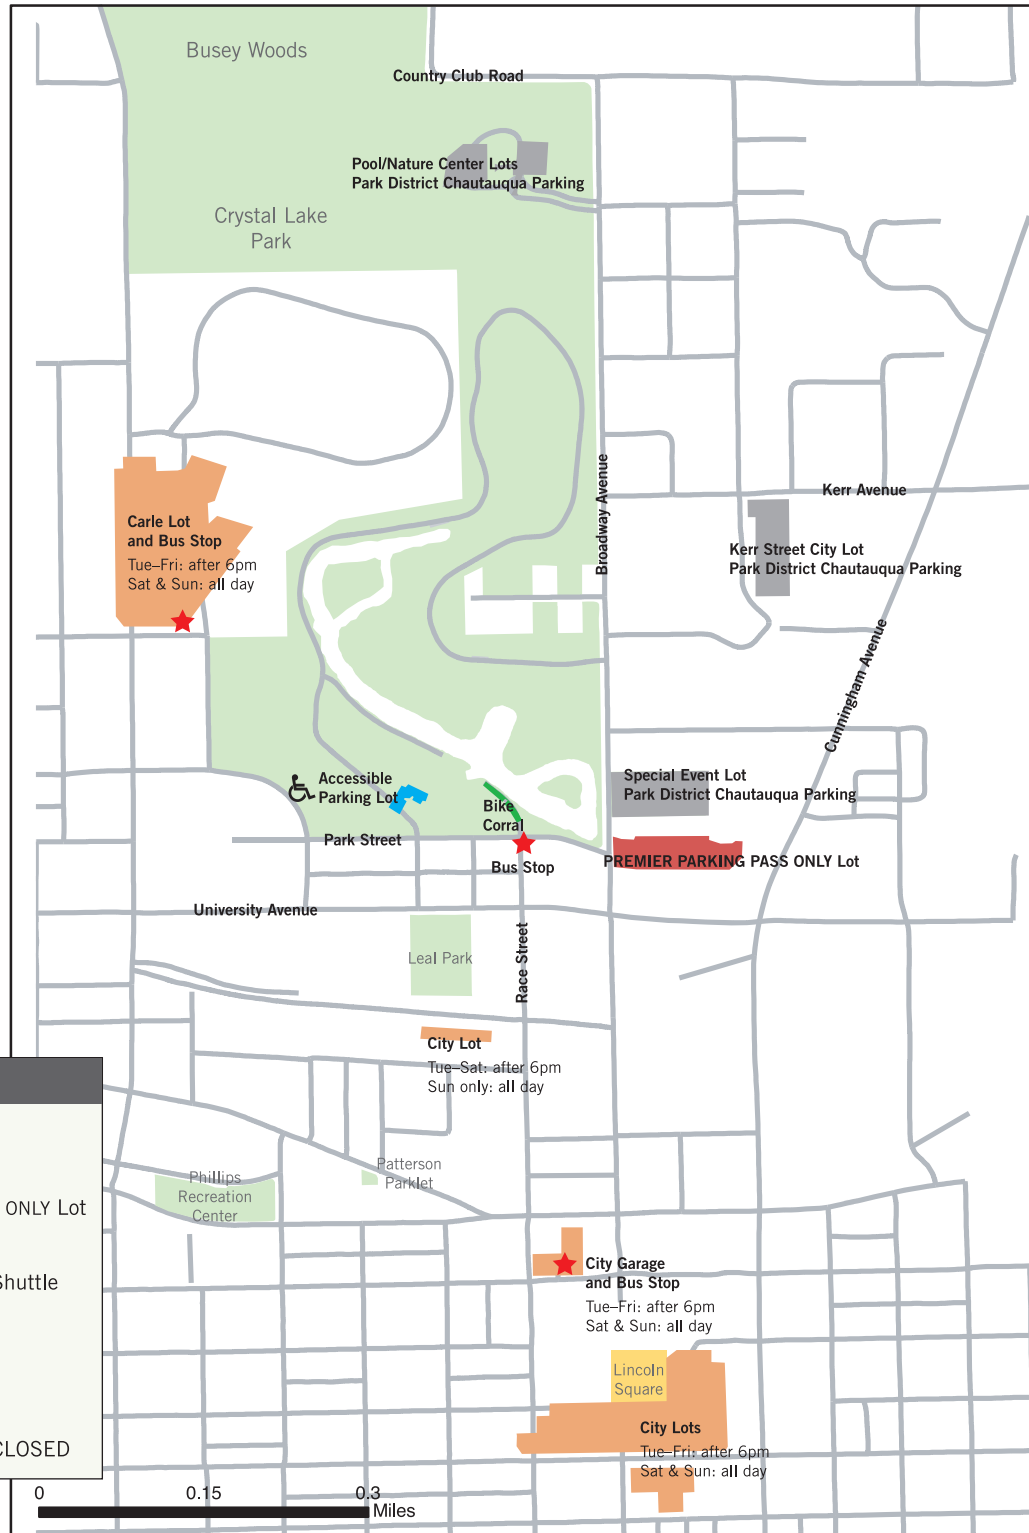 Busey Woods
Country Club Road
Pool/Nature Center Lots
Park District Chautauqua Parking
Crystal Lake
Park
Broadway Avenue
Kerr Avenue
Carle Lot
and Bus Stop
Tue–Fri: after 6pm
Sat & Sun: all day
Kerr Street City Lot
Park District Chautauqua Parking
Cunningham Avenue
Accessible
Parking Lot
Special Event Lot
Park District Chautauqua Parking
Bike
Corral
Park Street
Bus Stop
PREMIER PARKING PASS ONLY Lot
University Avenue
Race Street
Leal Park
City Lot
Tue–Sat: after 6pm
Sun only: all day
Patterson
Parklet
Phillips
Recreation
Center
ONLY Lot
Shuttle
CLOSED
City Garage
and Bus Stop
Tue–Fri: after 6pm
Sat & Sun: all day
Lincoln
Square
City Lots
Tue–Fri: after 6pm
Sat & Sun: all day
0 0.15 0.3
Miles